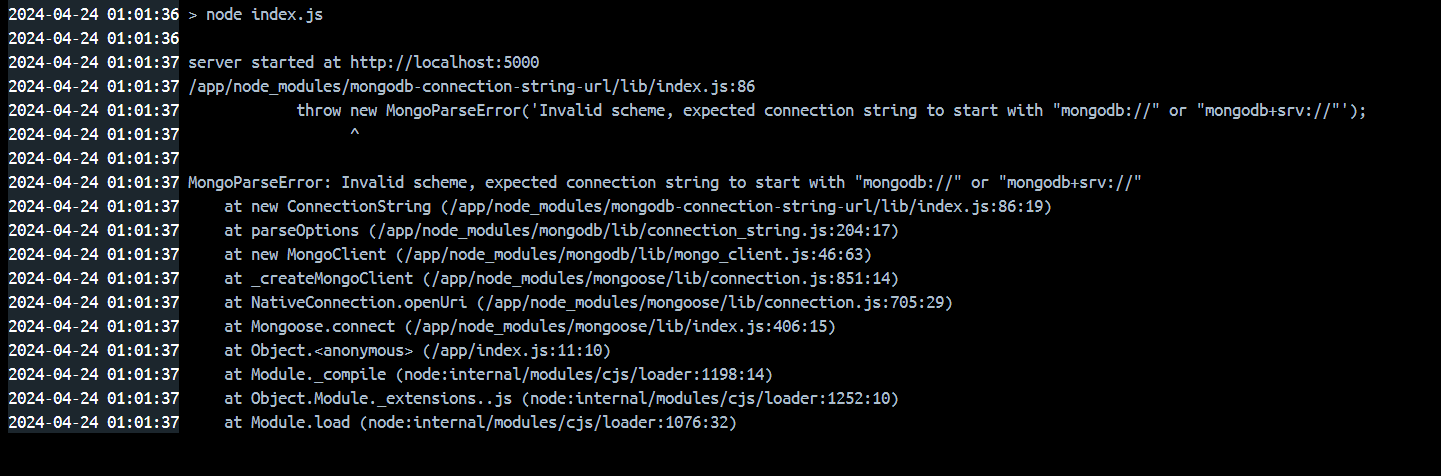 2024-04-24 01:01:36 > node index.js
2024-04-24 01:01:36
2024-04-24 01:01:37 server started at http://localhost:5000
2024-04-24 01:01:37 /app/node_modules/mongodb-connection-string-url/lib/index.js:86
2024-04-24 01:01:37             throw new MongoParseError('Invalid scheme, expected connection string to start with "mongodb://" or "mongodb+srv://"');
2024-04-24 01:01:37                   ^
2024-04-24 01:01:37
2024-04-24 01:01:37 MongoParseError: Invalid scheme, expected connection string to start with "mongodb://" or "mongodb+srv://"
2024-04-24 01:01:37     at new ConnectionString (/app/node_modules/mongodb-connection-string-url/lib/index.js:86:19)
2024-04-24 01:01:37     at parseOptions (/app/node_modules/mongodb/lib/connection_string.js:204:17)
2024-04-24 01:01:37     at new MongoClient (/app/node_modules/mongodb/lib/mongo_client.js:46:63)
2024-04-24 01:01:37     at _createMongoClient (/app/node_modules/mongoose/lib/connection.js:851:14)
2024-04-24 01:01:37     at NativeConnection.openUri (/app/node_modules/mongoose/lib/connection.js:705:29)
2024-04-24 01:01:37     at Mongoose.connect (/app/node_modules/mongoose/lib/index.js:406:15)
2024-04-24 01:01:37     at Object.<anonymous> (/app/index.js:11:10)
2024-04-24 01:01:37     at Module._compile (node:internal/modules/cjs/loader:1198:14)
2024-04-24 01:01:37     at Object.Module._extensions..js (node:internal/modules/cjs/loader:1252:10)
2024-04-24 01:01:37     at Module.load (node:internal/modules/cjs/loader:1076:32)